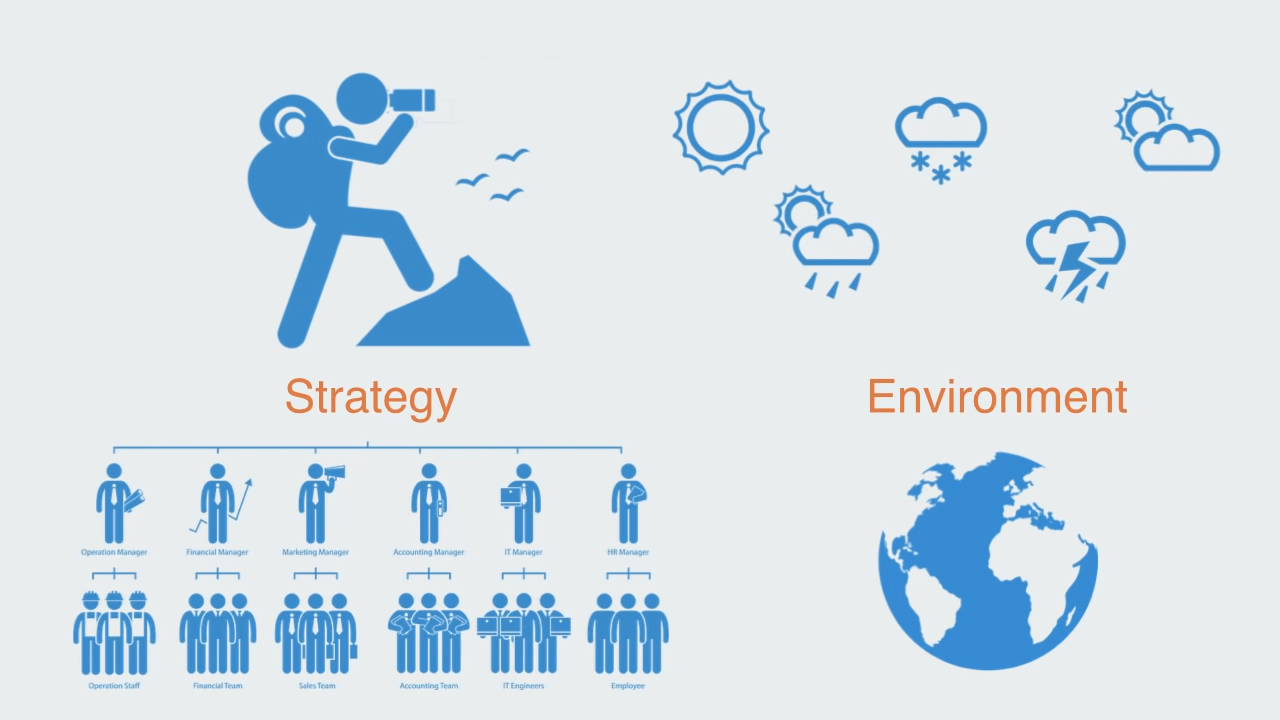 Strategy
Environment
Operation Manager
Financial Manager
Marketing Manager
Accounting Manager
IT Manager
HR Manager
Operation Staff
Financial Team
Sales Team
Accounting Team
IT Engineers
Employee